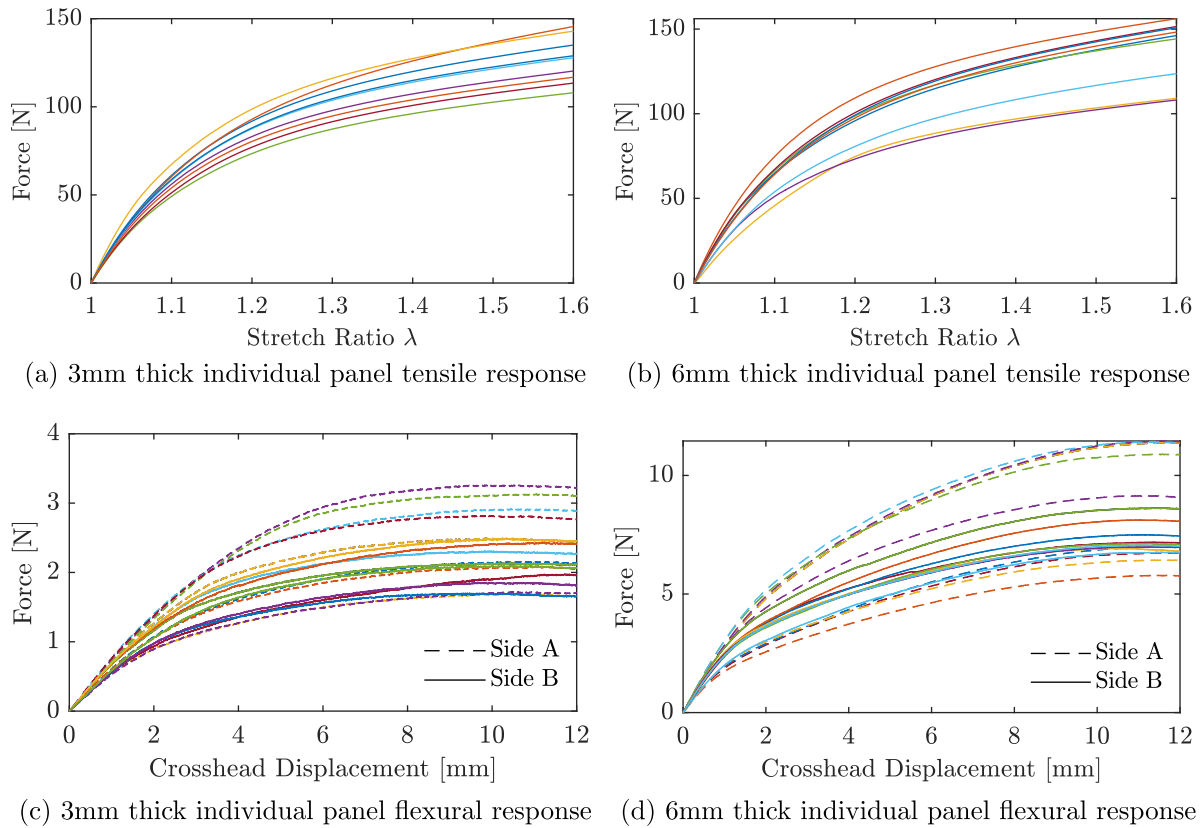 150
100
50
0
Force [N]
1 1.1 1.2 1.3 1.4 1.5 1.6
Stretch Ratio λ
(a) 3mm thick individual panel tensile response
150
100
50
0
Force [N]
1 1.1 1.2 1.3 1.4 1.5 1.6
Stretch Ratio λ
(b) 6mm thick individual panel tensile response
4
3
2
1
0
Force [N]
Side A
Side B
0 2 4 6 8 10 12
Crosshead Displacement [mm]
(c) 3mm thick individual panel flexural response
10
5
0
Force [N]
Side A
Side B
0 2 4 6 8 10 12
Crosshead Displacement [mm]
(d) 6mm thick individual panel flexural response